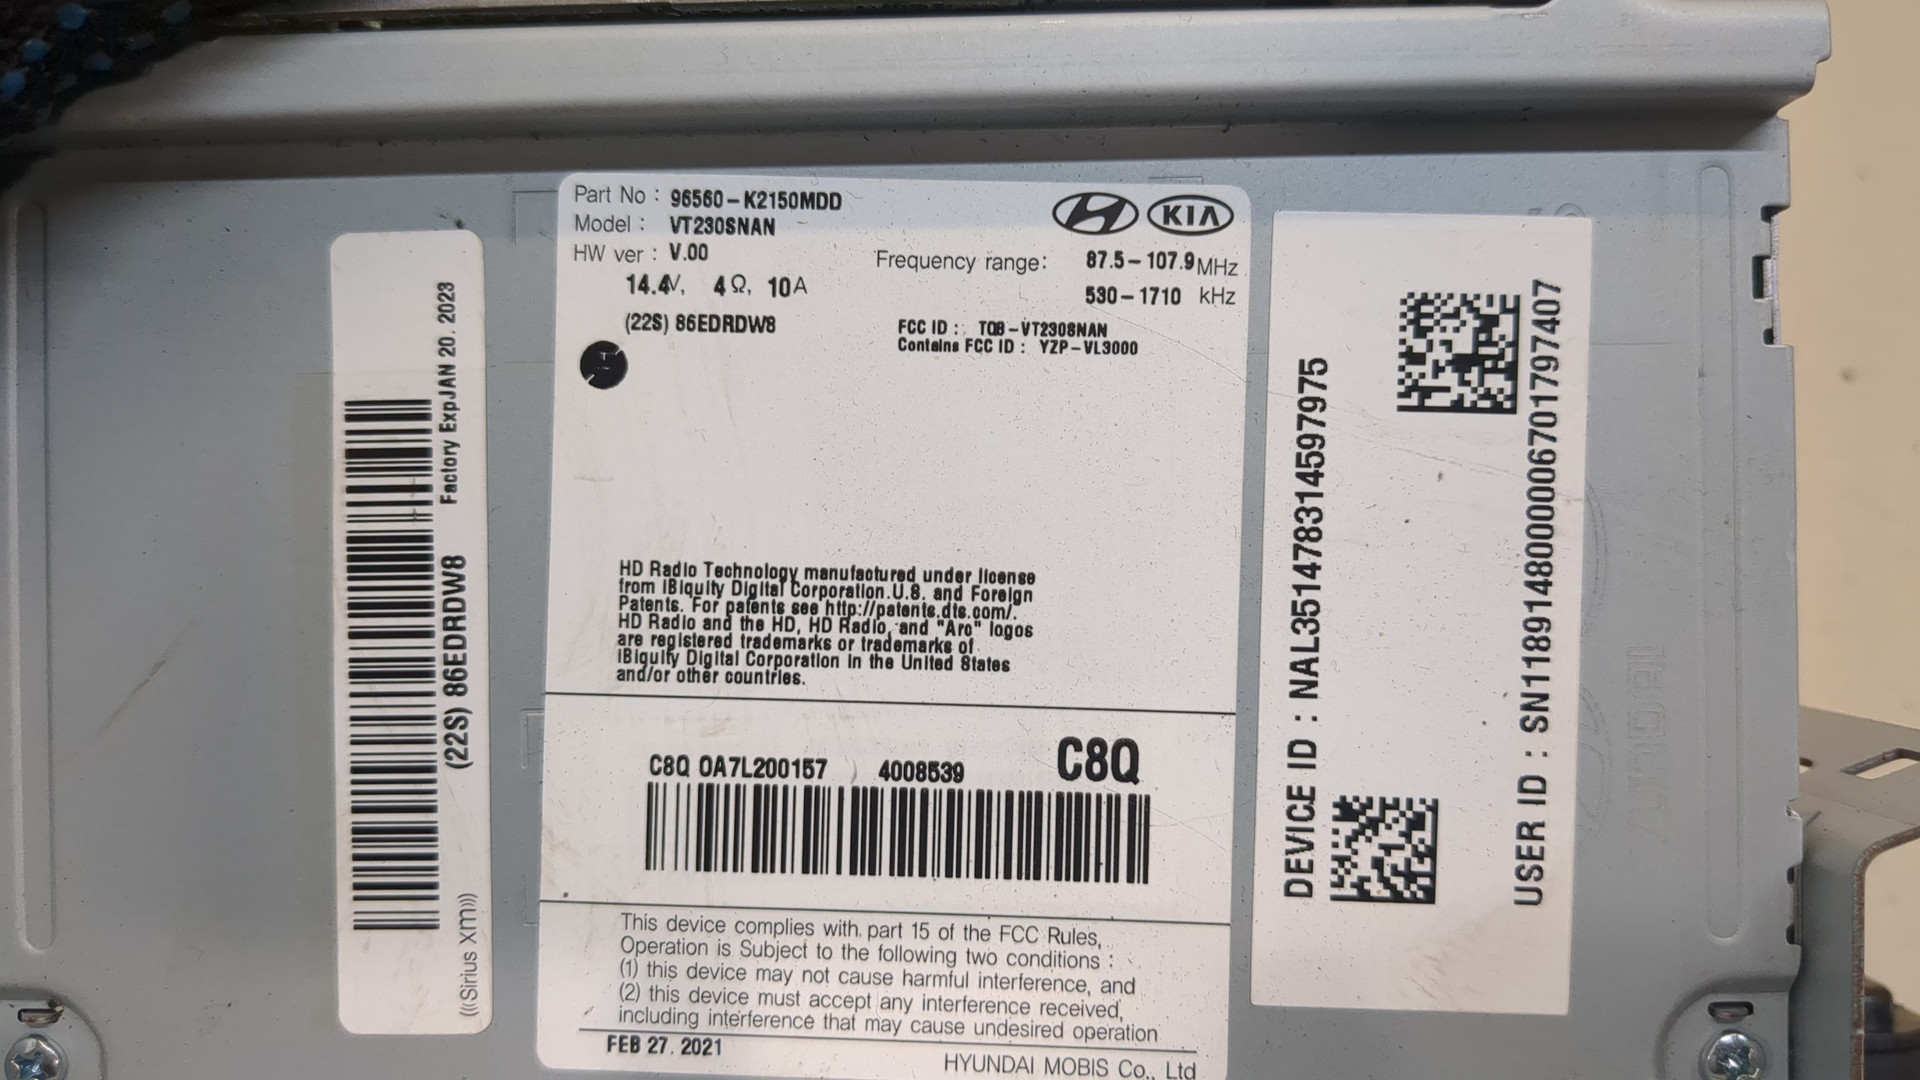 Factory ExpJAN 20. 2023
(22S) 86EDRDW8
(((Sirius xm)))
Part No : 96560-K2150MDD
KIA
Model : VT230SNAN
HW ver : V.00
Frequency range: 87.5-107.9 MHz
14.4V, 4Ω, 10A
530-1710 kHz
(22S) 86EDRDW8
FCC ID : TQ8-VT230SNAN
Contains FCC ID : YZP-VL3000
HD Radio Technology manufactured under license
from iBiquity Digital Corporation.U.S. and Foreign
Patents. For patents see http://patents.dts.com/.
HD Radio and the HD, HD Radio, and "Arc" logos
are registered trademarks or trademarks of
iBiquity Digital Corporation in the United States
and/or other countries.
C8Q 0A7L200157 4008539 C8Q
This device complies with part 15 of the FCC Rules,
Operation is Subject to the following two conditions :
(1) this device may not cause harmful interference, and
(2) this device must accept any interference received,
including interference that may cause undesired operation
FEB 27. 2021
HYUNDAI MOBIS Co., Ltd
DEVICE ID : NAL351478314597975
USER ID : SN1189148000006701797407